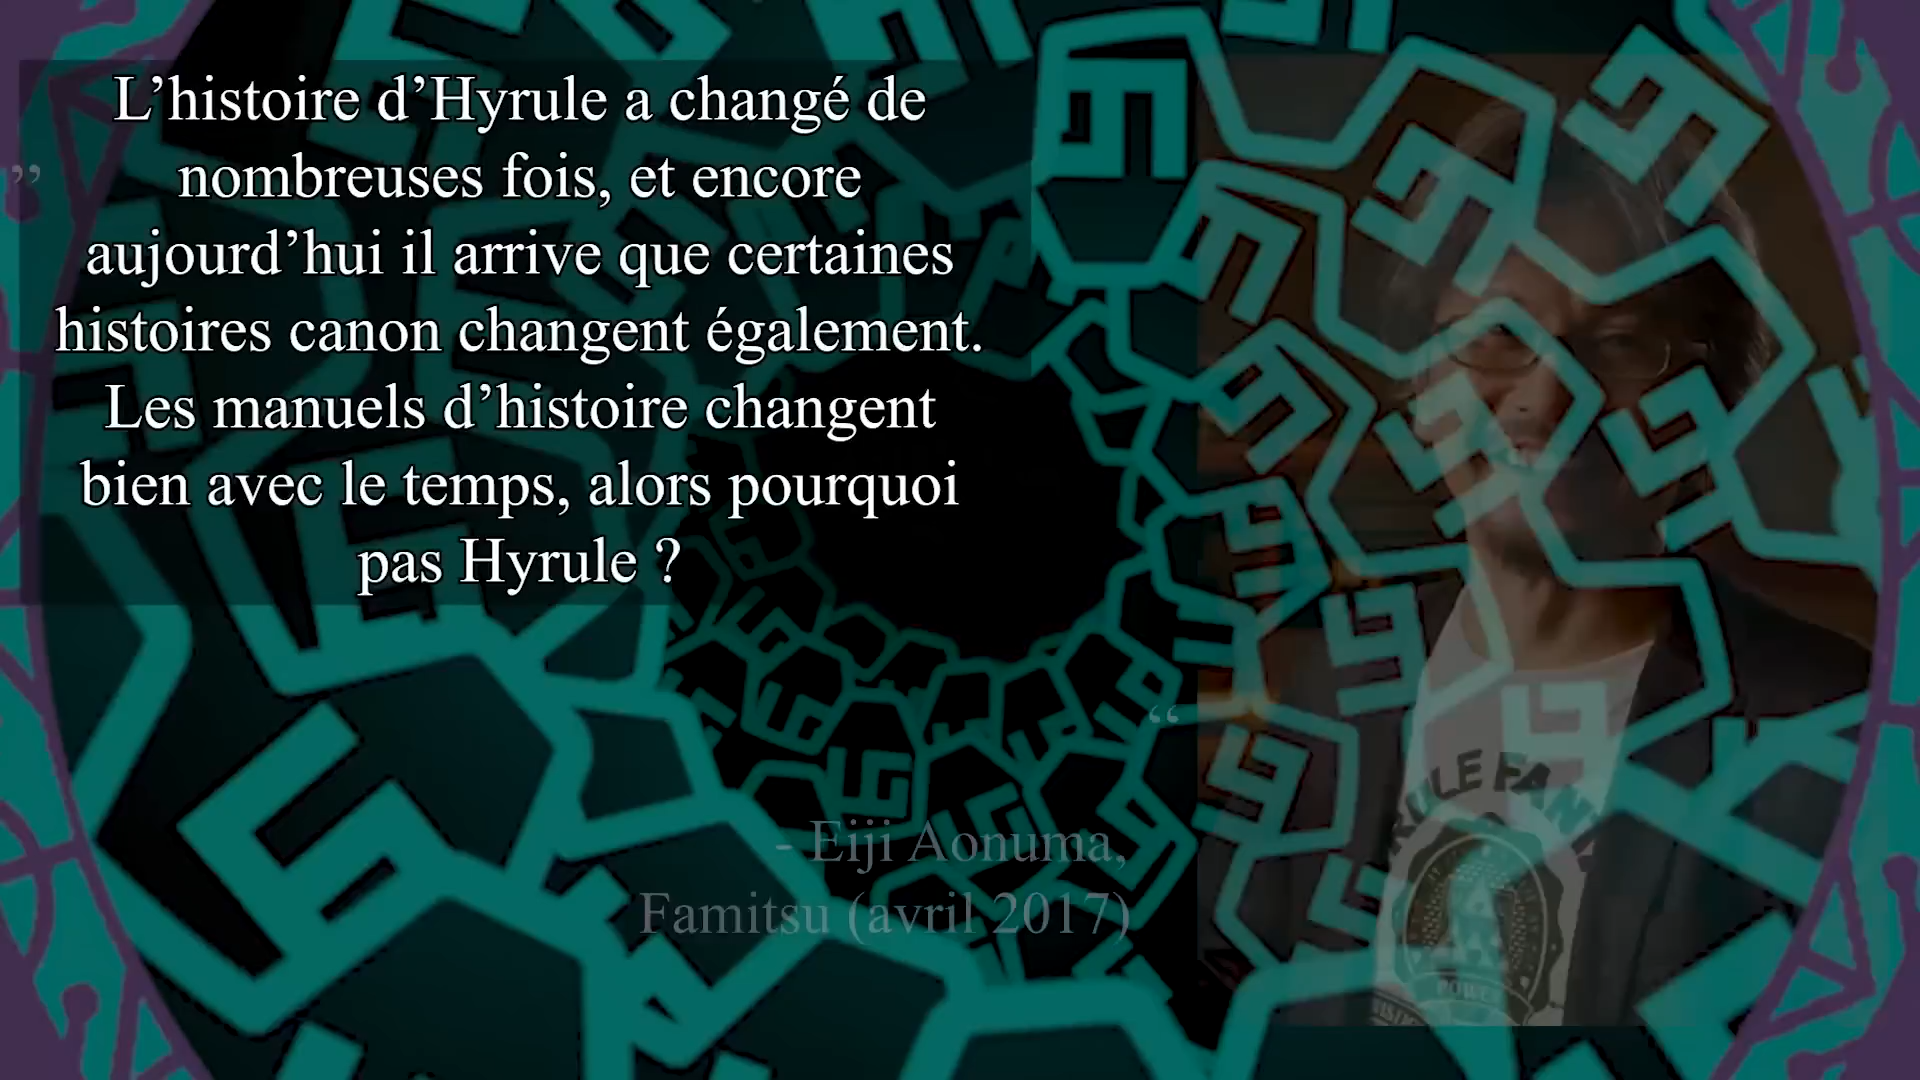 L’histoire d’Hyrule a changé de
nombreuses fois, et encore
aujourd’hui il arrive que certaines
histoires canon changent également.
Les manuels d’histoire changent
bien avec le temps, alors pourquoi
pas Hyrule ?
”
“
- Eiji Aonuma,
Famitsu (avril 2017)
POWER